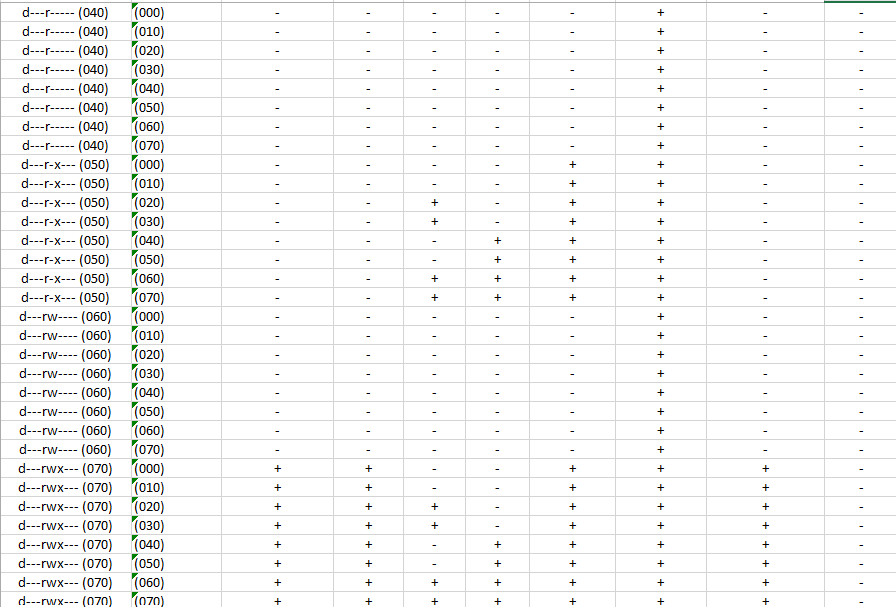 d---r----- (040) (000) - - - - - + - -
d---r----- (040) (010) - - - - - + - -
d---r----- (040) (020) - - - - - + - -
d---r----- (040) (030) - - - - - + - -
d---r----- (040) (040) - - - - - + - -
d---r----- (040) (050) - - - - - + - -
d---r----- (040) (060) - - - - - + - -
d---r----- (040) (070) - - - - - + - -
d---r-x--- (050) (000) - - - - + + - -
d---r-x--- (050) (010) - - - - + + - -
d---r-x--- (050) (020) - - + - + + - -
d---r-x--- (050) (030) - - + - + + - -
d---r-x--- (050) (040) - - - + + + - -
d---r-x--- (050) (050) - - - + + + - -
d---r-x--- (050) (060) - - + + + + - -
d---r-x--- (050) (070) - - + + + + - -
d---rw---- (060) (000) - - - - - + - -
d---rw---- (060) (010) - - - - - + - -
d---rw---- (060) (020) - - - - - + - -
d---rw---- (060) (030) - - - - - + - -
d---rw---- (060) (040) - - - - - + - -
d---rw---- (060) (050) - - - - - + - -
d---rw---- (060) (060) - - - - - + - -
d---rw---- (060) (070) - - - - - + - -
d---rwx--- (070) (000) + + - - + + + -
d---rwx--- (070) (010) + + - - + + + -
d---rwx--- (070) (020) + + + - + + + -
d---rwx--- (070) (030) + + + - + + + -
d---rwx--- (070) (040) + + - + + + + -
d---rwx--- (070) (050) + + - + + + + -
d---rwx--- (070) (060) + + + + + + + -
d---rwx--- (070) (070) + + + + + + + -